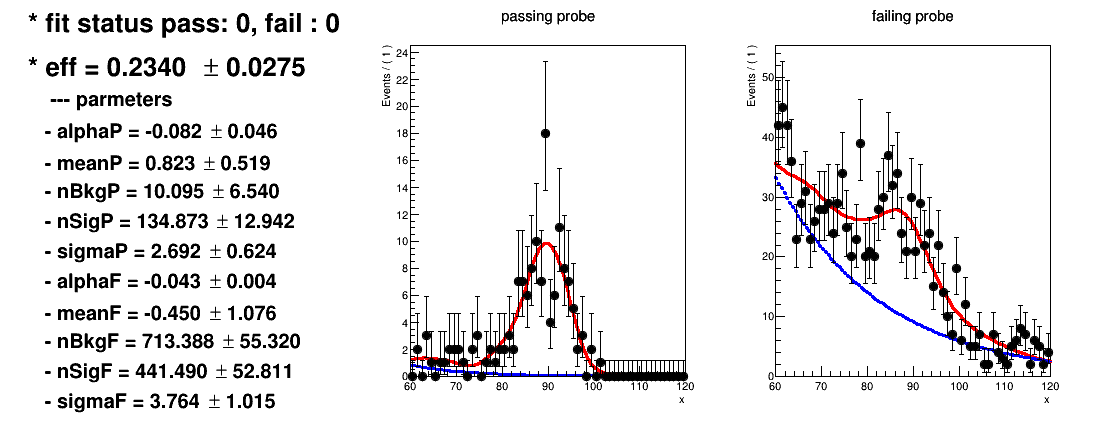 * fit status pass: 0, fail : 0
* eff = 0.2340 ± 0.0275
--- parmeters
- alphaP = -0.082 ± 0.046
- meanP = 0.823 ± 0.519
- nBkgP = 10.095 ± 6.540
- nSigP = 134.873 ± 12.942
- sigmaP = 2.692 ± 0.624
- alphaF = -0.043 ± 0.004
- meanF = -0.450 ± 1.076
- nBkgF = 713.388 ± 55.320
- nSigF = 441.490 ± 52.811
- sigmaF = 3.764 ± 1.015
passing probe
Events / ( 1 )
24
22
20
18
16
14
12
10
8
6
4
2
0
60 70 80 90 100 110 120
x
failing probe
Events / ( 1 )
50
40
30
20
10
0
60 70 80 90 100 110 120
x